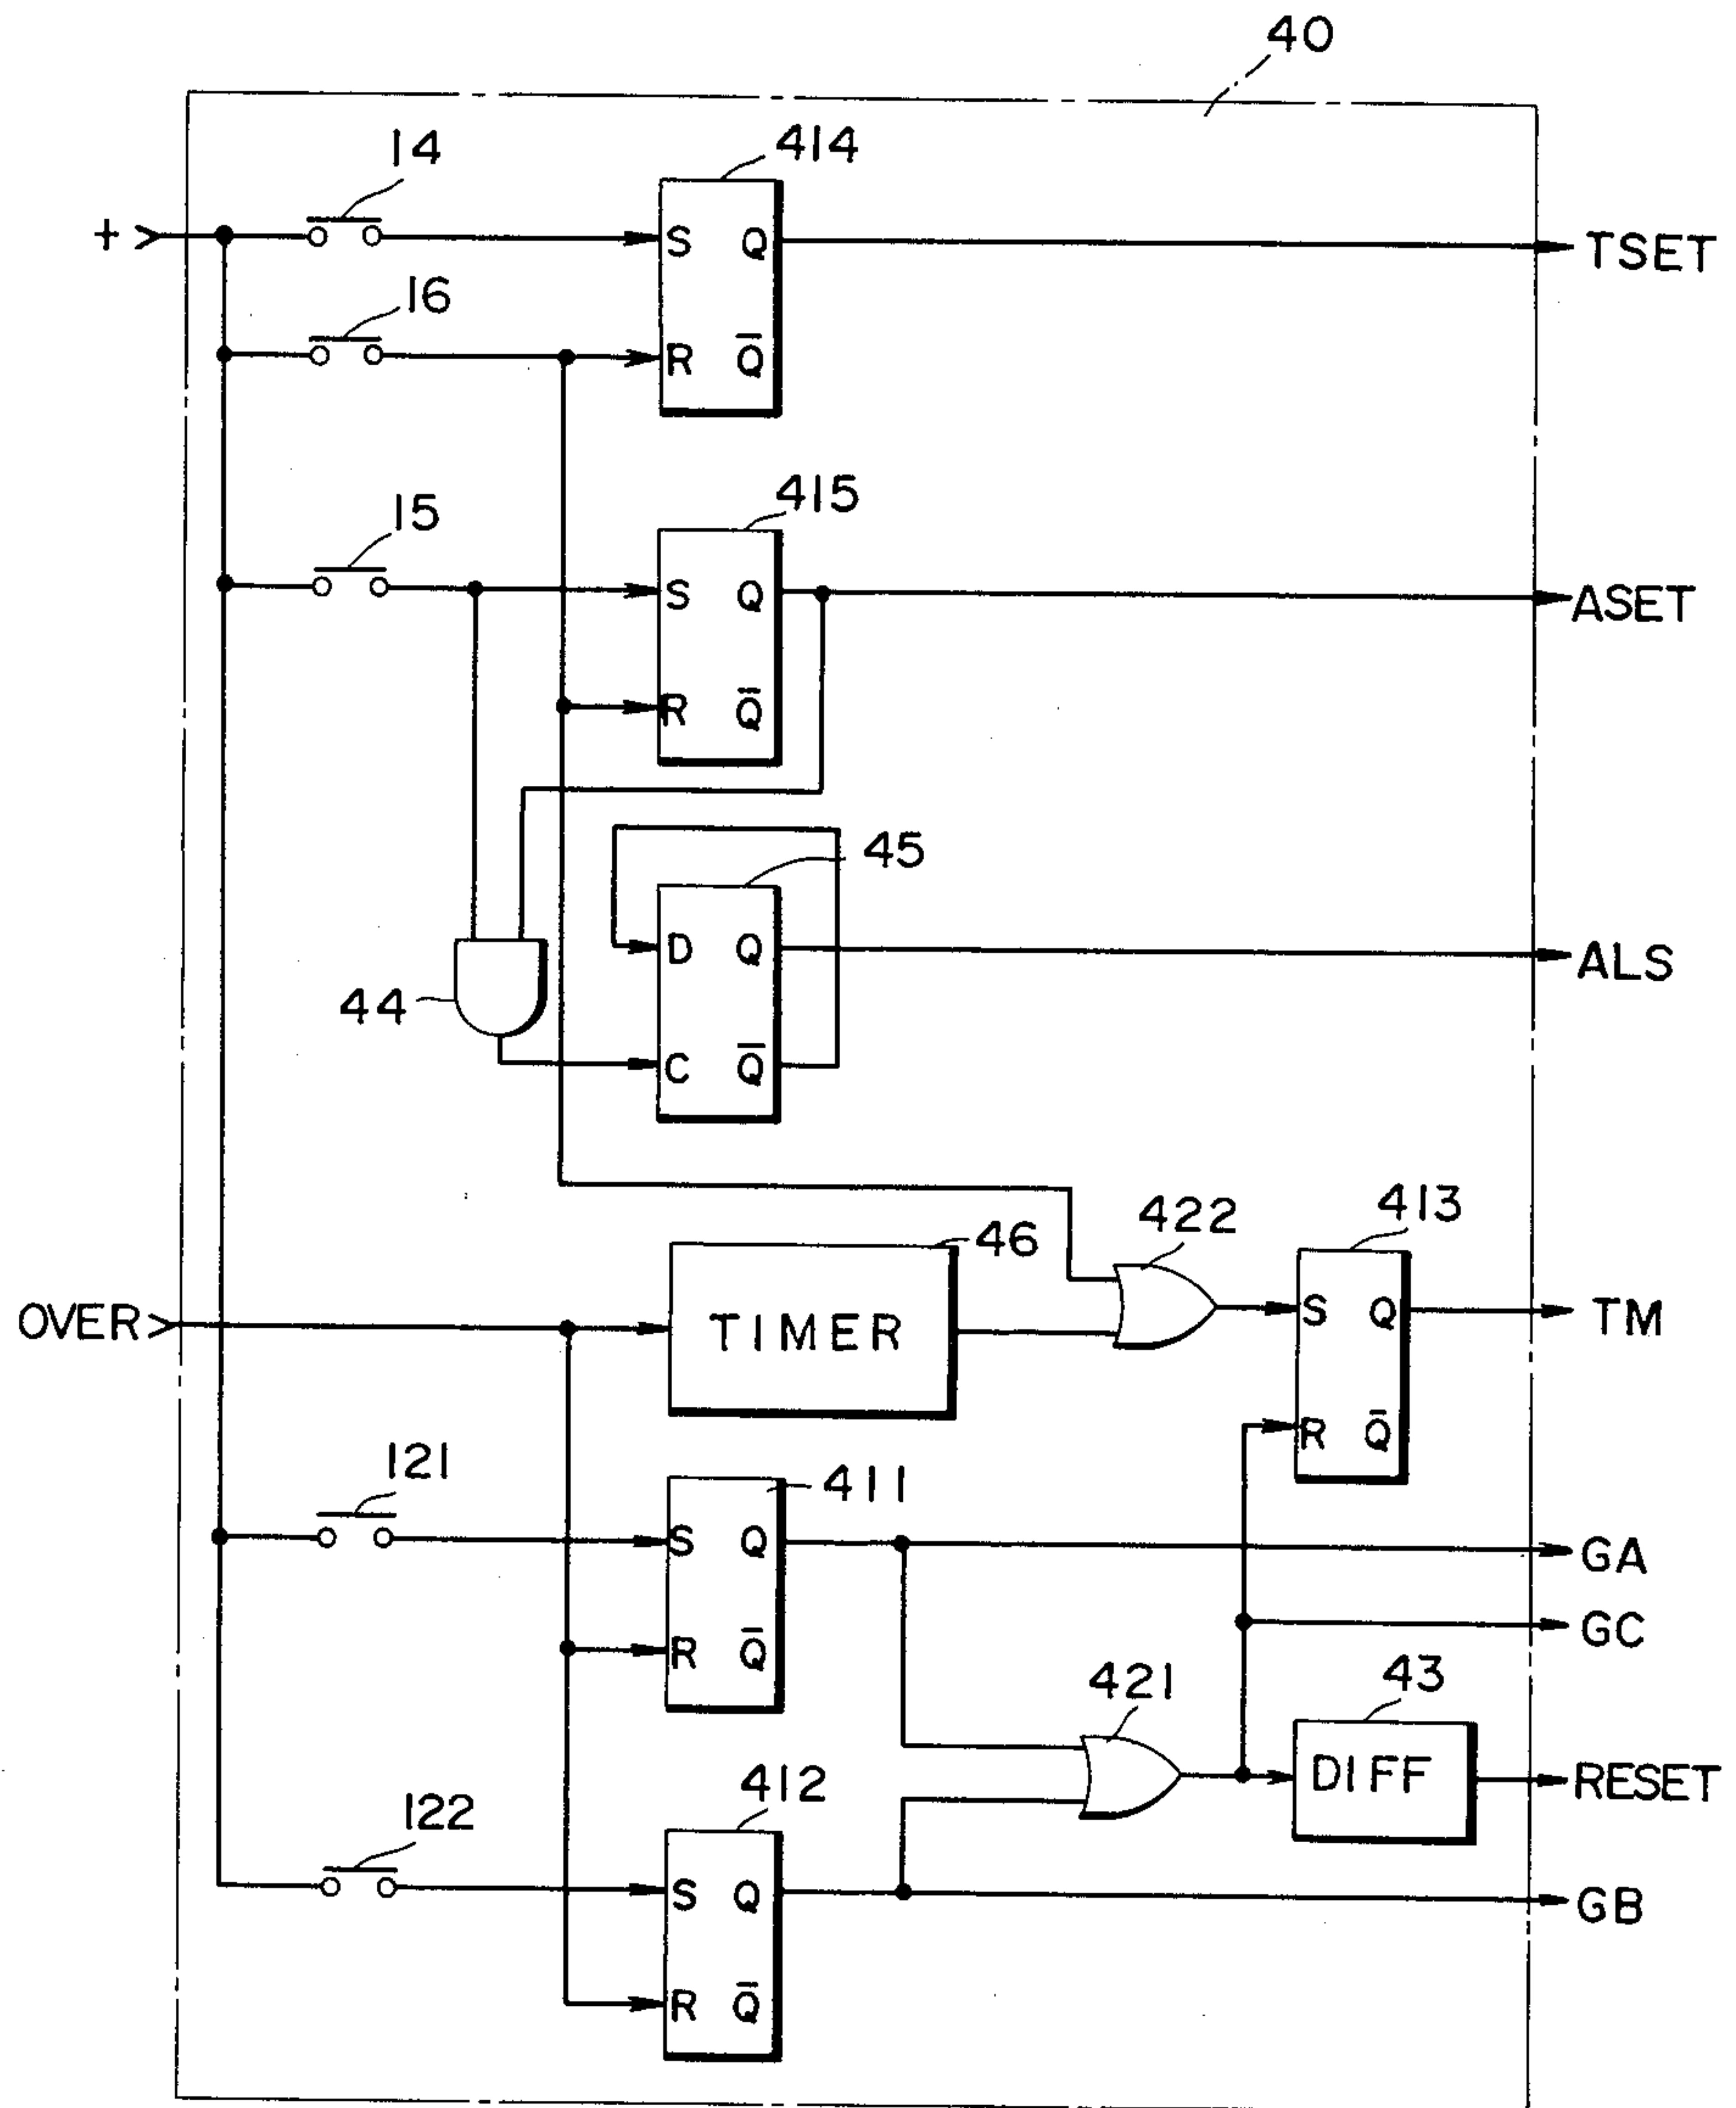 40
14
414
+
S Q
TSET
16
R Q̄
15
415
S Q
ASET
R Q̄
45
D Q
ALS
44
C Q̄
422
413
46
OVER
TIMER
S Q
TM
R Q̄
121
411
S Q
GA
GC
R Q̄
421
43
DIFF
RESET
122
412
S Q
GB
R Q̄